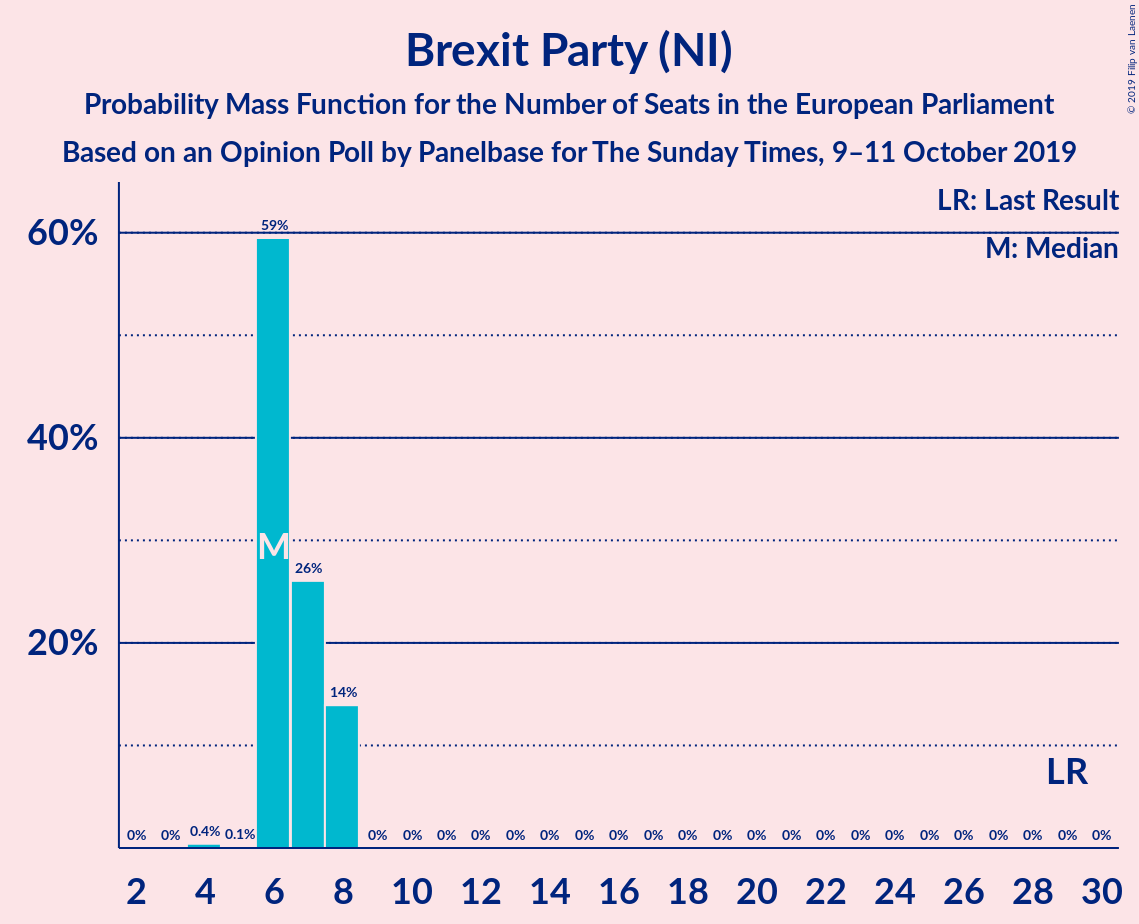 Brexit Party (NI)
Probability Mass Function for the Number of Seats in the European Parliament
Based on an Opinion Poll by Panelbase for The Sunday Times, 9–11 October 2019
© 2019 Filip van Laenen
LR: Last Result
M: Median
60%
40%
20%
59%
M
26%
14%
LR
0% 0% 0.4% 0.1% 0% 0% 0% 0% 0% 0% 0% 0% 0% 0% 0% 0% 0% 0% 0% 0% 0% 0% 0% 0% 0% 0%
2 4 6 8 10 12 14 16 18 20 22 24 26 28 30